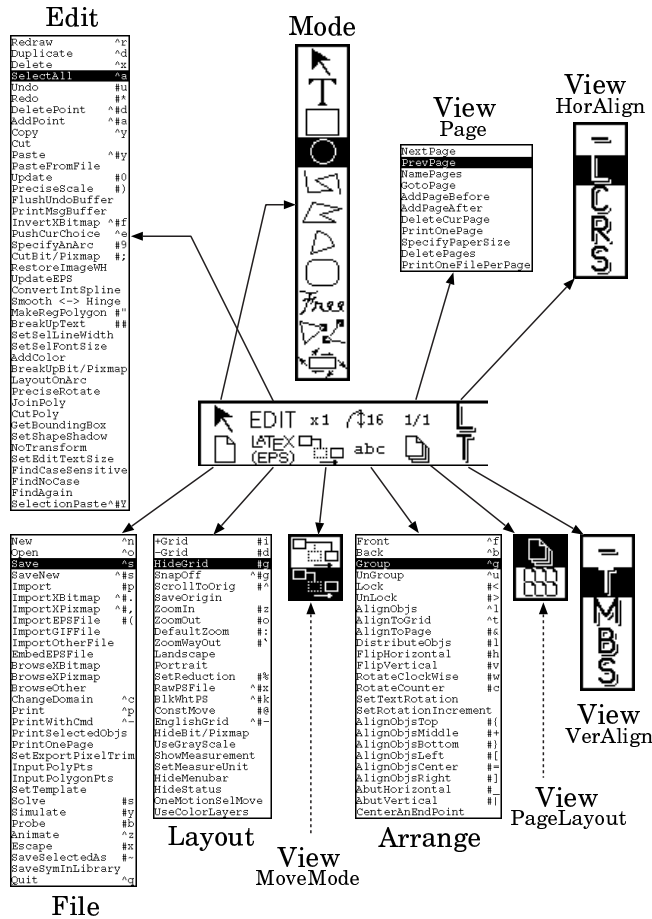 Edit
Redraw ^r
Duplicate ^d
Delete ^x
SelectAll ^a
Undo #u
Redo #*
DeletePoint ^#d
AddPoint ^#a
Copy ^y
Cut
Paste ^#y
PasteFromFile
Update #0
PreciseScale #)
FlushUndoBuffer
PrintMsgBuffer
InvertXBitmap ^#f
PushCurChoice ^e
SpecifyAnArc #9
CutBit/Pixmap #;
RestoreImageWH
UpdateEPS
ConvertIntSpline
Smooth <-> Hinge
MakeRegPolygon #"
BreakUpText ##
SetSelLineWidth
SetSelFontSize
AddColor
BreakUpBit/Pixmap
LayoutOnArc
PreciseRotate
JoinPoly
CutPoly
GetBoundingBox
SetShapeShadow
NoTransform
SetEditTextSize
FindCaseSensitive
FindNoCase
FindAgain
SelectionPaste^#Y
Mode
T
Free
View
Page
NextPage
PrevPage
NamePages
GotoPage
AddPageBefore
AddPageAfter
DeleteCurPage
PrintOnePage
SpecifyPaperSize
DeletePages
PrintOneFilePerPage
View
HorAlign
–
L
C
R
S
EDIT x1 16 1/1 L
LATEX
(EPS) abc T
New ^n
Open ^o
Save ^s
SaveNew ^#s
Import #p
ImportXBitmap ^#.
ImportXPixmap ^#,
ImportEPSFile #(
ImportGIFFile
ImportOtherFile
EmbedEPSFile
BrowseXBitmap
BrowseXPixmap
BrowseOther
ChangeDomain ^c
Print ^p
PrintWithCmd ^-
PrintSelectedObjs
PrintOnePage
SetExportPixelTrim
InputPolyPts
InputPolygonPts
SetTemplate
Solve #s
Simulate #y
Probe #b
Animate ^z
Escape #x
SaveSelectedAs #~
SaveSymInLibrary
Quit ^q
File
+Grid #i
-Grid #d
HideGrid #g
SnapOff ^#g
ScrollToOrig #^
SaveOrigin
ZoomIn #z
ZoomOut #o
DefaultZoom #:
ZoomWayOut #`
Landscape
Portrait
SetReduction #%
RawPSFile ^#x
BlkWhtPS ^#k
ConstMove #@
EnglishGrid ^#-
HideBit/Pixmap
UseGrayScale
ShowMeasurement
SetMeasureUnit
HideMenubar
HideStatus
OneMotionSelMove
UseColorLayers
Layout
View
MoveMode
Front ^f
Back ^b
Group ^g
UnGroup ^u
Lock #<
UnLock #>
AlignObjs ^l
AlignToGrid ^t
AlignToPage #&
DistributeObjs #l
FlipHorizontal #h
FlipVertical #v
RotateClockWise #w
RotateCounter #c
SetTextRotation
SetRotationIncrement
AlignObjsTop #{
AlignObjsMiddle #+
AlignObjsBottom #}
AlignObjsLeft #[
AlignObjsCenter #=
AlignObjsRight #]
AbutHorizontal #_
AbutVertical #|
CenterAnEndPoint
Arrange
View
PageLayout
–
T
M
B
S
View
VerAlign